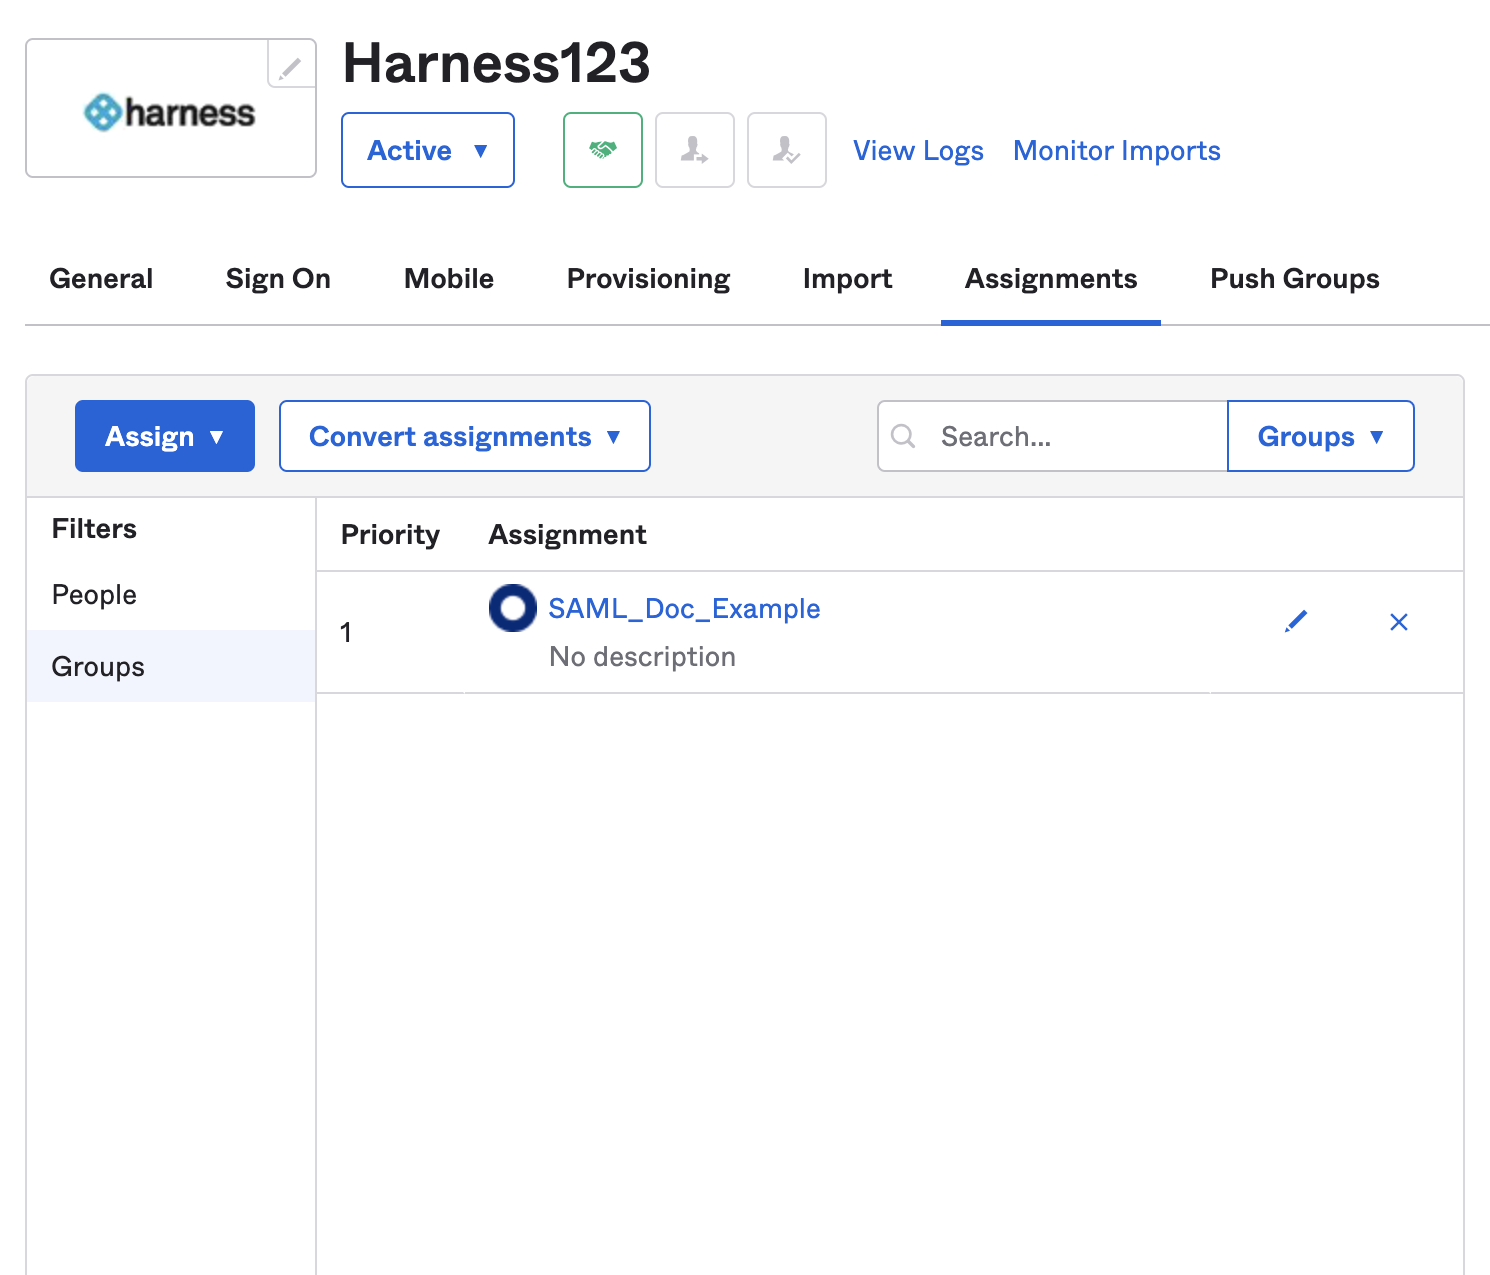 harness
Harness123
Active
View Logs Monitor Imports
General Sign On Mobile Provisioning Import Assignments Push Groups
Assign Convert assignments Search... Groups
Filters
People
Groups
Priority Assignment
1 SAML_Doc_Example
No description